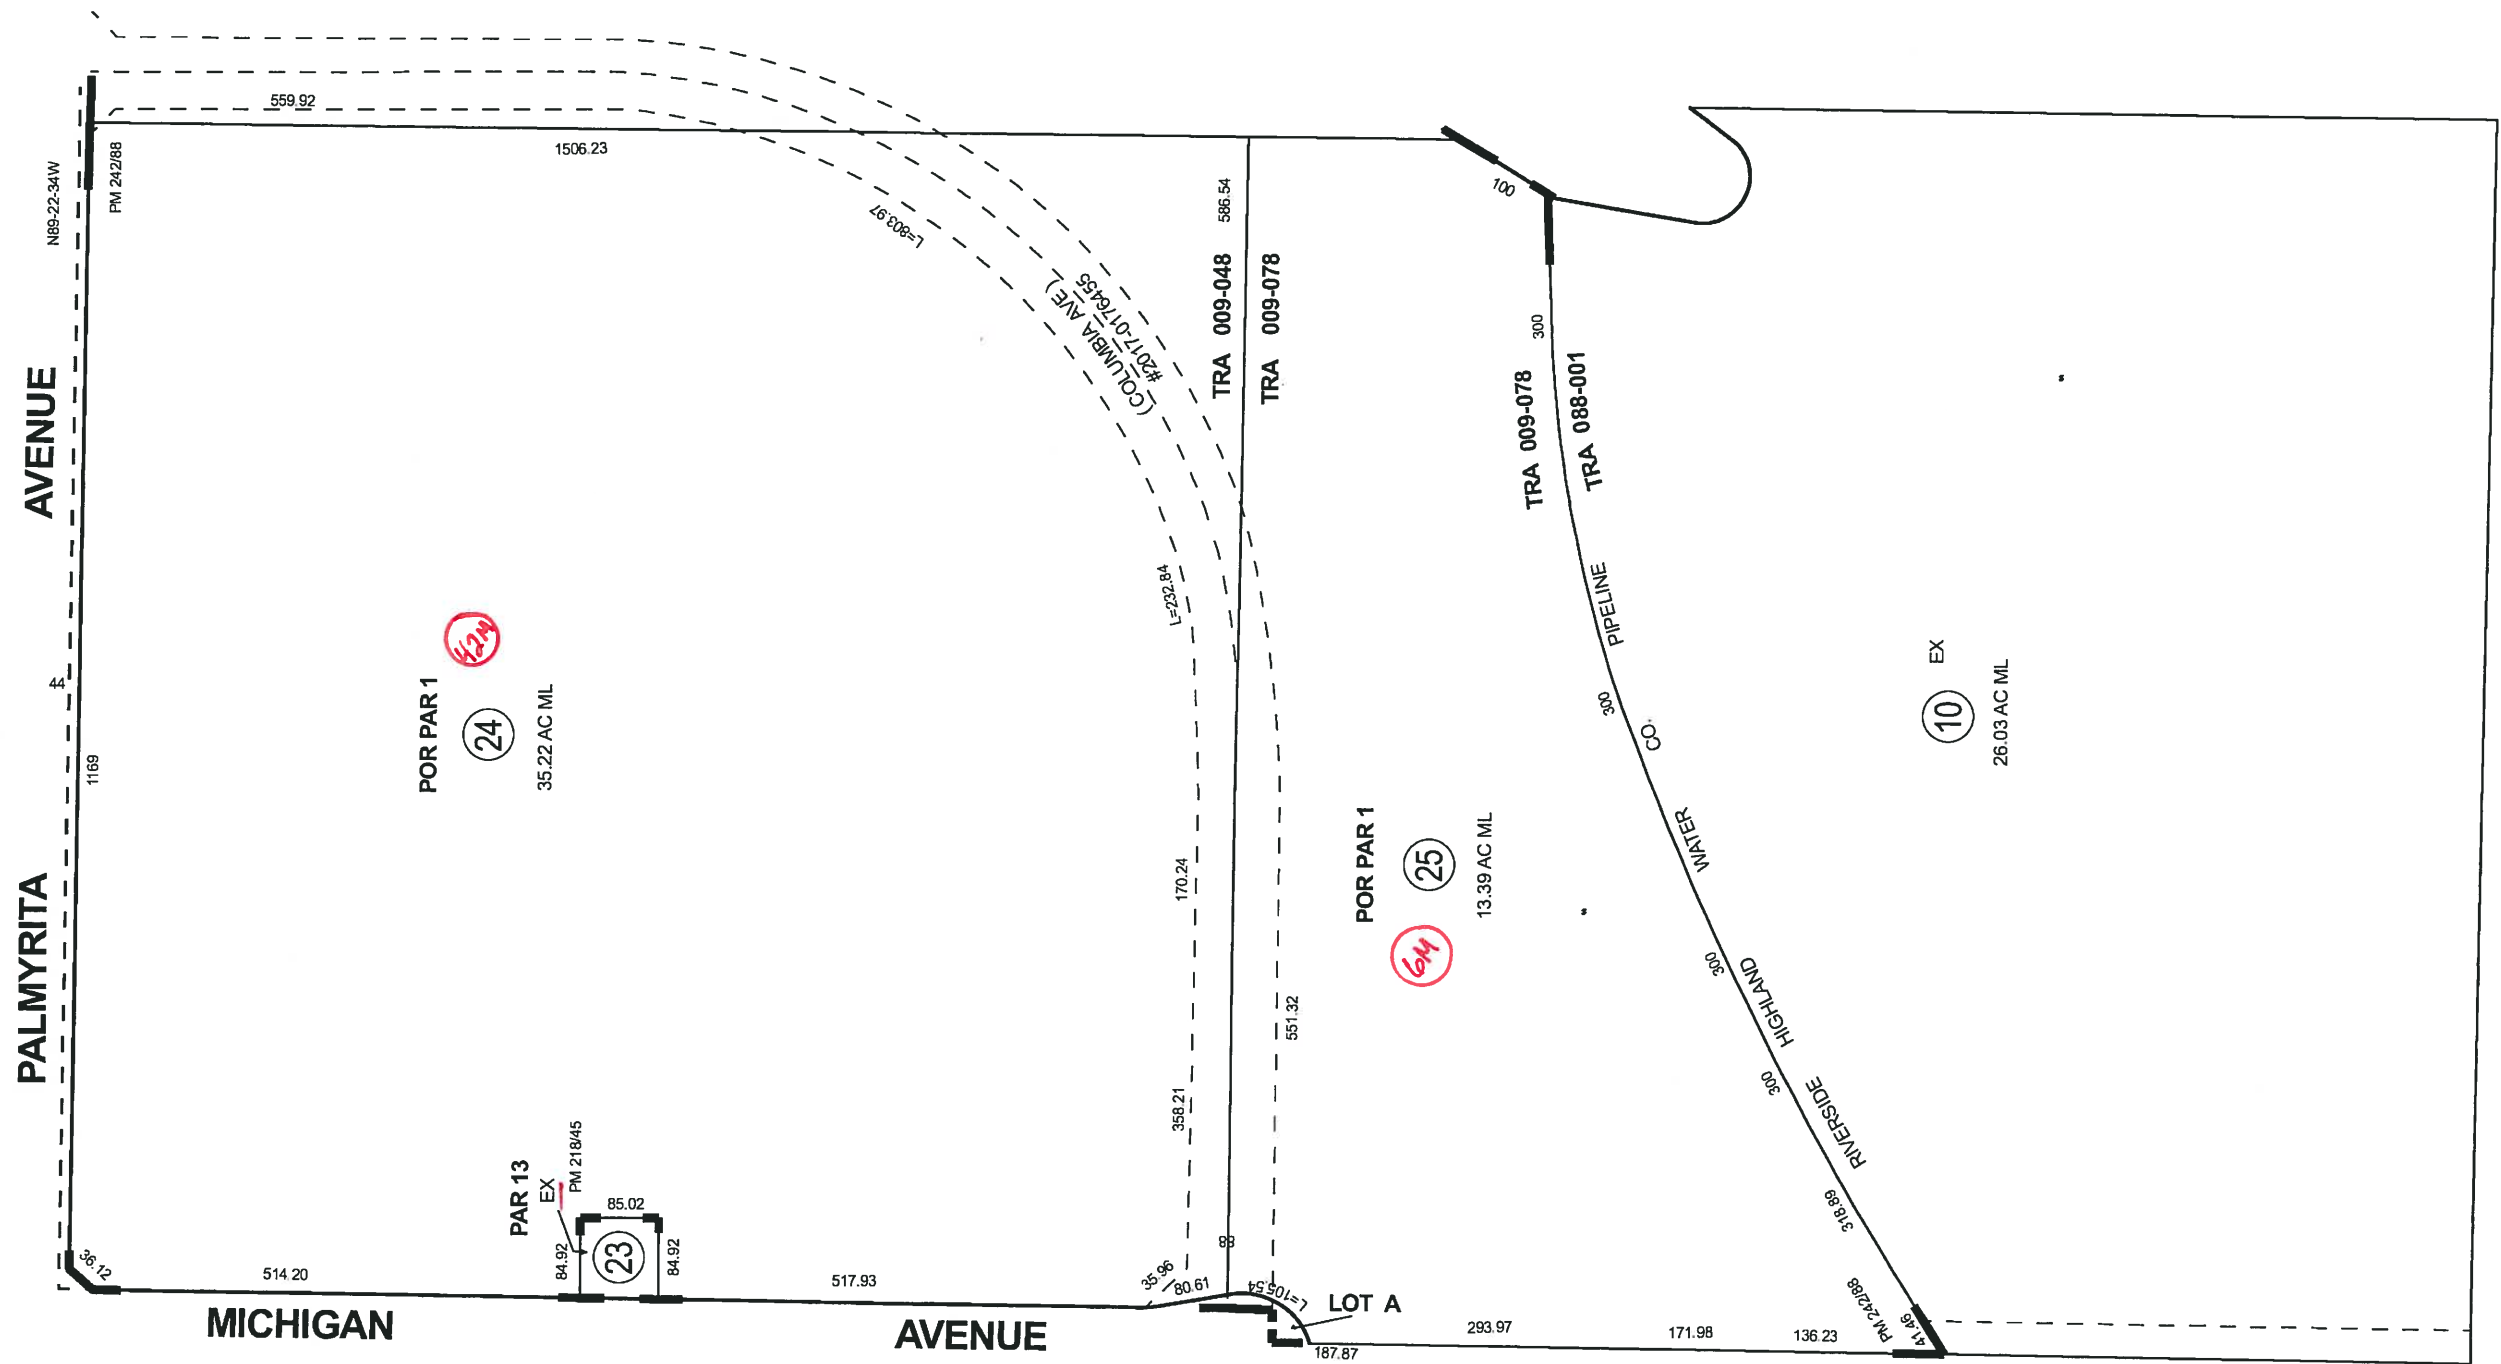 559.92
1506.23
N89-22-34W
PM 242/88
PALMYRITA AVENUE
44
1169
L=803.97
(COLUMBIA AVE)
#2017-0176455
586.54
TRA 009-048
TRA 009-078
100
300
TRA 009-078
TRA 088-001
POR PAR 1
24
35.22 AC ML
L=232.84
170.24
358.21
551.32
POR PAR 1
25
13.39 AC ML
6M
RIVERSIDE HIGHLAND WATER CO. PIPELINE
300
300
300
318.89
EX
10
26.03 AC ML
PAR 13
EX
PM 218/45
85.02
84.92
23
84.92
36.12
514.20
517.93
35.96
80.61
88
L=105.54
LOT A
187.87
293.97
171.98
136.23
PM 242/88
41.46
MICHIGAN AVENUE